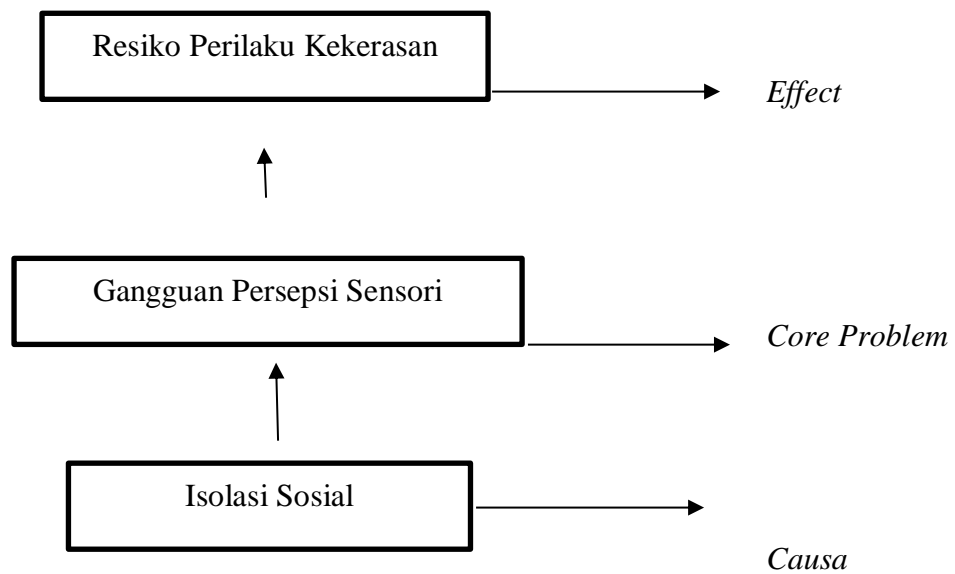 Resiko Perilaku Kekerasan
Effect
Gangguan Persepsi Sensori
Core Problem
Isolasi Sosial
Causa